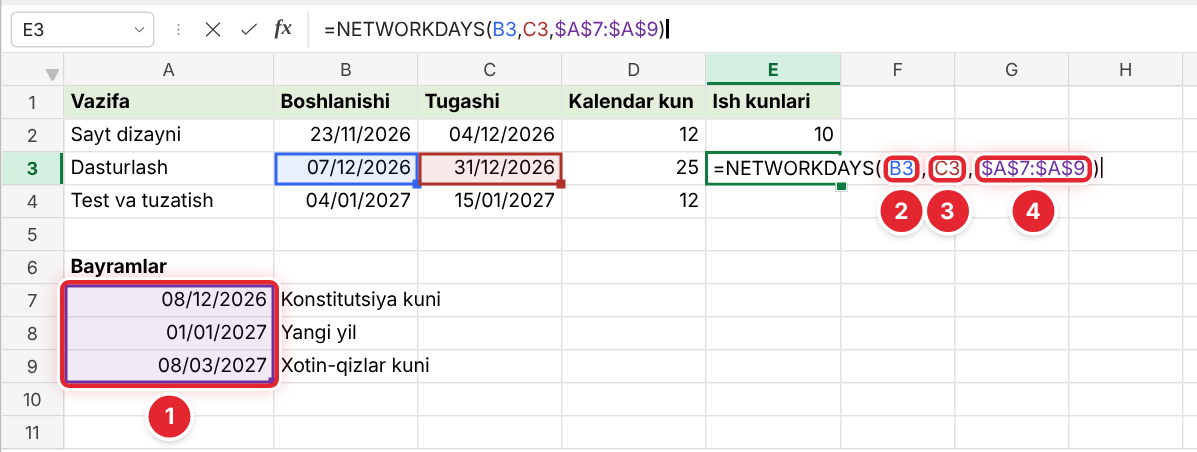 E3 fx =NETWORKDAYS(B3,C3,$A$7:$A$9)
A B C D E F G H
1 Vazifa Boshlanishi Tugashi Kalendar kun Ish kunlari
2 Sayt dizayni 23/11/2026 04/12/2026 12 10
3 Dasturlash 07/12/2026 31/12/2026 25 =NETWORKDAYS(B3,C3,$A$7:$A$9)
4 Test va tuzatish 04/01/2027 15/01/2027 12
2 3 4
5
6 Bayramlar
7 08/12/2026 Konstitutsiya kuni
8 01/01/2027 Yangi yil
9 08/03/2027 Xotin-qizlar kuni
10
1
11